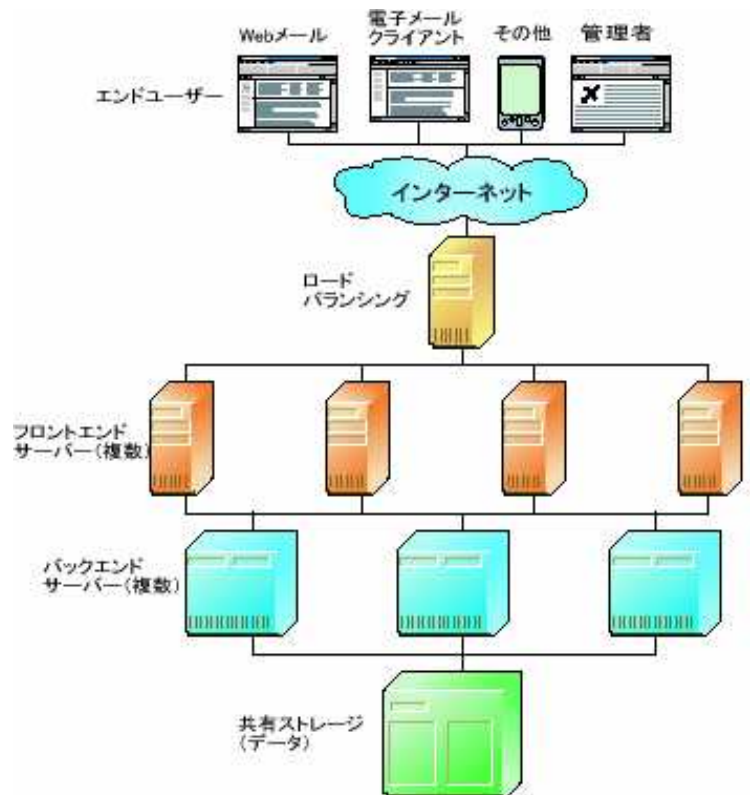 Webメール
電子メール
クライアント
その他
管理者
エンドユーザー
インターネット
ロード
バランシング
フロントエンド
サーバー(複数)
バックエンド
サーバー(複数)
共有ストレージ
(データ)